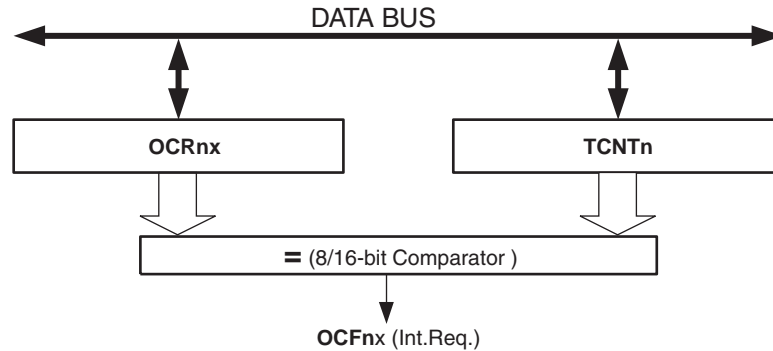 DATA BUS
OCRnx
TCNTn
= (8/16-bit Comparator )
OCFnx (Int.Req.)